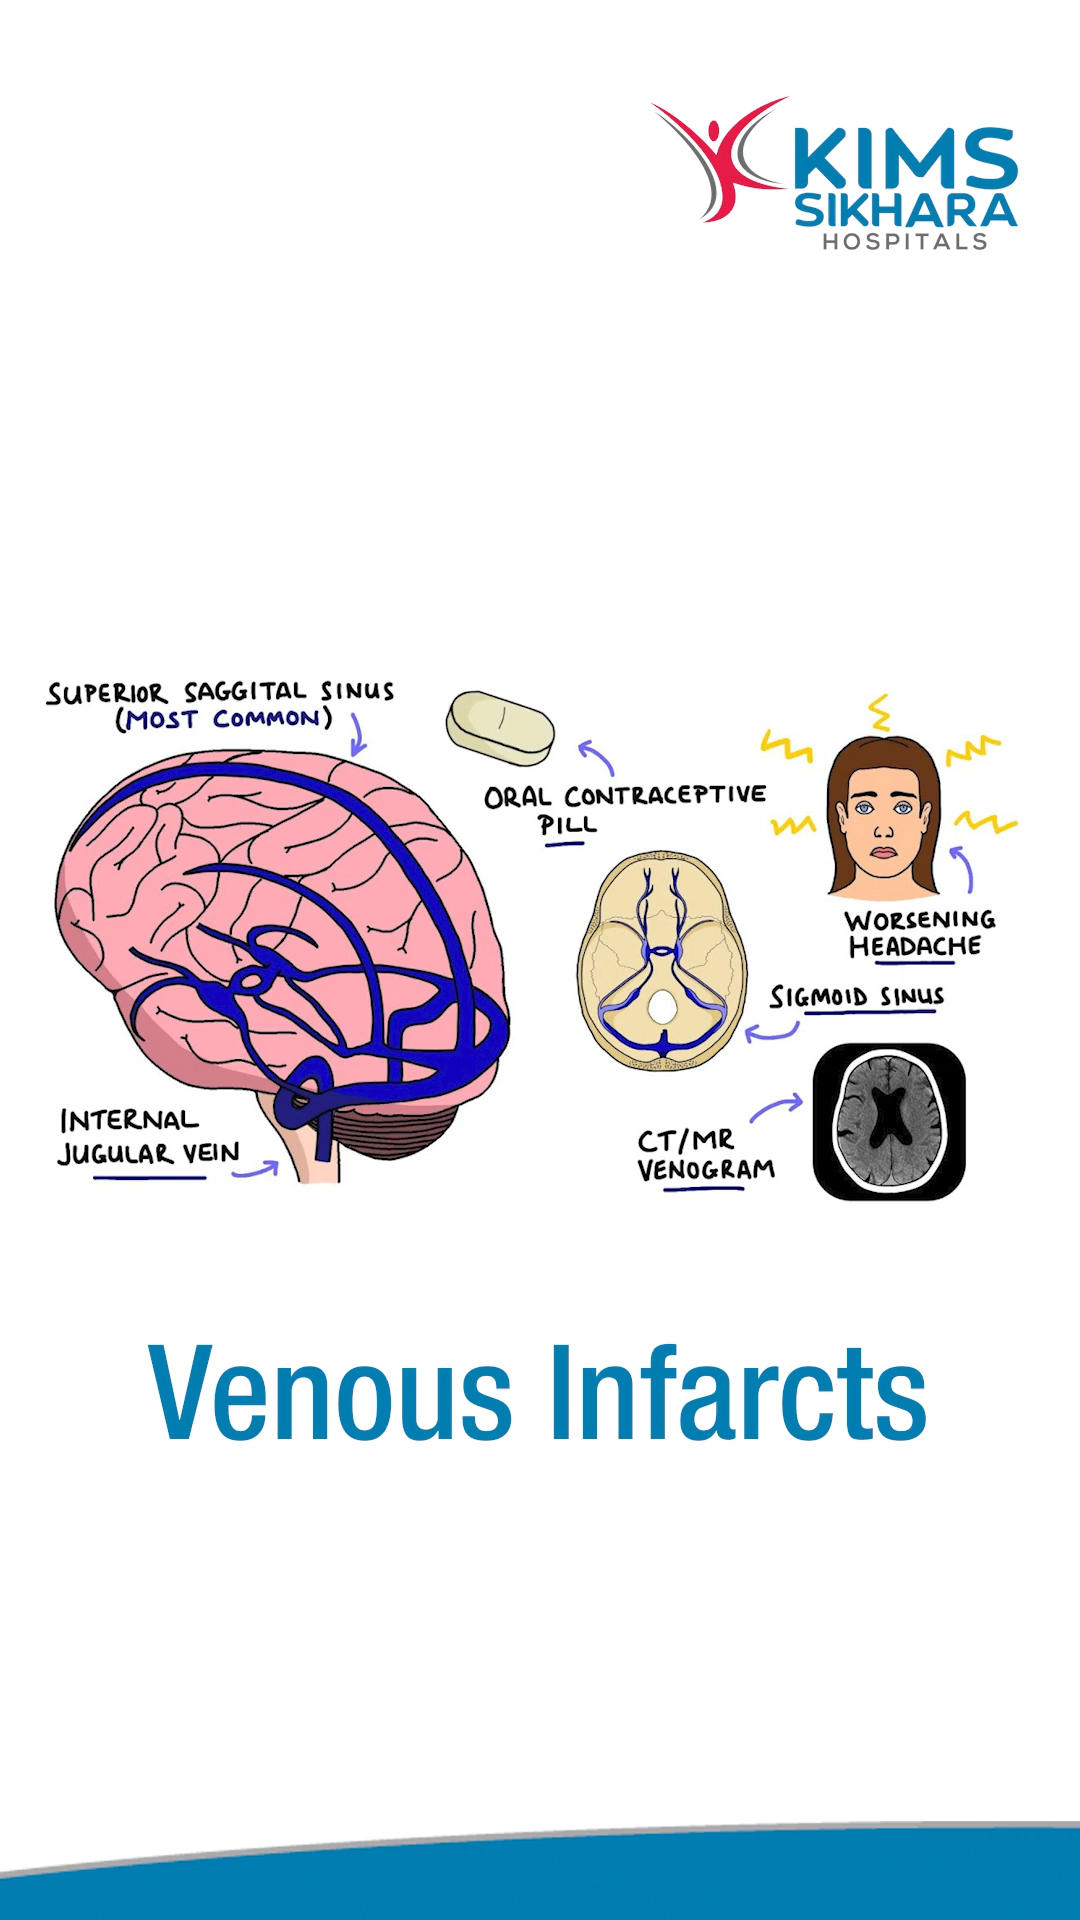 KIMS
SIKHARA
HOSPITALS
SUPERIOR SAGGITAL SINUS
(MOST COMMON)
ORAL CONTRACEPTIVE
PILL
WORSENING
HEADACHE
SIGMOID SINUS
INTERNAL
JUGULAR VEIN
CT/MR
VENOGRAM
Venous Infarcts